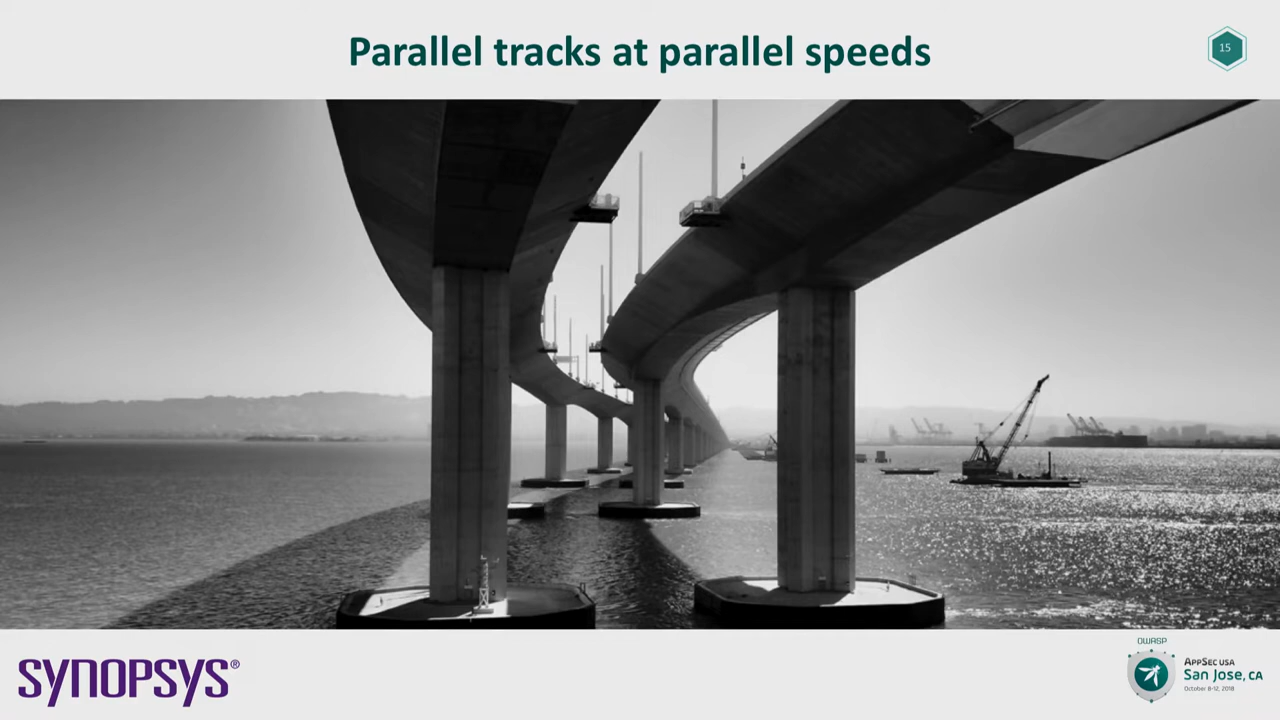 Parallel tracks at parallel speeds
15
SYNOPSYS®
OWASP
APPSEC USA
San Jose, CA
October 8-12, 2018